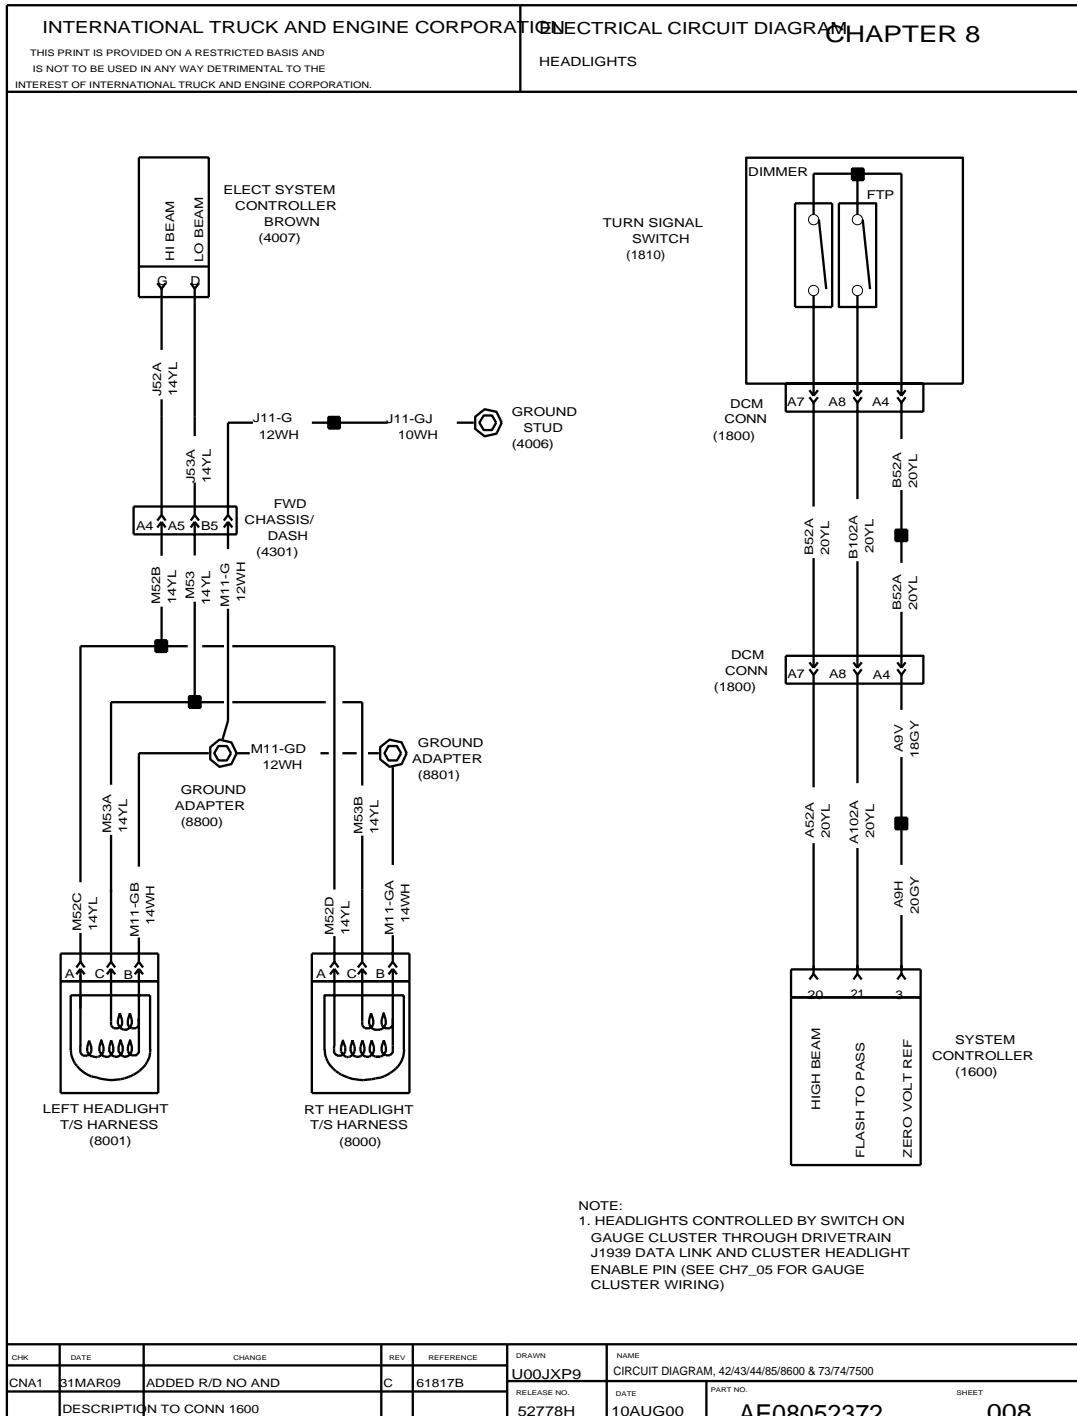 INTERNATIONAL TRUCK AND ENGINE CORPORATION
THIS PRINT IS PROVIDED ON A RESTRICTED BASIS AND
IS NOT TO BE USED IN ANY WAY DETRIMENTAL TO THE
INTEREST OF INTERNATIONAL TRUCK AND ENGINE CORPORATION.
ELECTRICAL CIRCUIT DIAGRAM
CHAPTER 8
HEADLIGHTS
HI BEAM
LO BEAM
G D
ELECT SYSTEM
CONTROLLER
BROWN
(4007)
J52A
14YL
J53A
14YL
J11-G
12WH
J11-GJ
10WH
GROUND
STUD
(4006)
A4 A5 B5
FWD
CHASSIS/
DASH
(4301)
M52B
14YL
M53
14YL
M11-G
12WH
M11-GD
12WH
GROUND
ADAPTER
(8800)
GROUND
ADAPTER
(8801)
M53A
14YL
M53B
14YL
M52C
14YL
M11-GB
14WH
M52D
14YL
M11-GA
14WH
A C B
A C B
LEFT HEADLIGHT
T/S HARNESS
(8001)
RT HEADLIGHT
T/S HARNESS
(8000)
DIMMER
FTP
TURN SIGNAL
SWITCH
(1810)
DCM
CONN
(1800)
A7 A8 A4
B52A
20YL
B52A
20YL
B102A
20YL
B52A
20YL
DCM
CONN
(1800)
A7 A8 A4
A9V
18GY
A52A
20YL
A102A
20YL
A9H
20GY
20 21 3
HIGH BEAM
FLASH TO PASS
ZERO VOLT REF
SYSTEM
CONTROLLER
(1600)
NOTE:
1. HEADLIGHTS CONTROLLED BY SWITCH ON
GAUGE CLUSTER THROUGH DRIVETRAIN
J1939 DATA LINK AND CLUSTER HEADLIGHT
ENABLE PIN (SEE CH7_05 FOR GAUGE
CLUSTER WIRING)
CHK DATE CHANGE REV REFERENCE
CNA1 31MAR09 ADDED R/D NO AND C 61817B
DESCRIPTION TO CONN 1600
DRAWN
U00JXP9
NAME
CIRCUIT DIAGRAM, 42/43/44/85/8600 & 73/74/7500
RELEASE NO.
52778H
DATE
10AUG00
PART NO.
AE08052372
SHEET
008